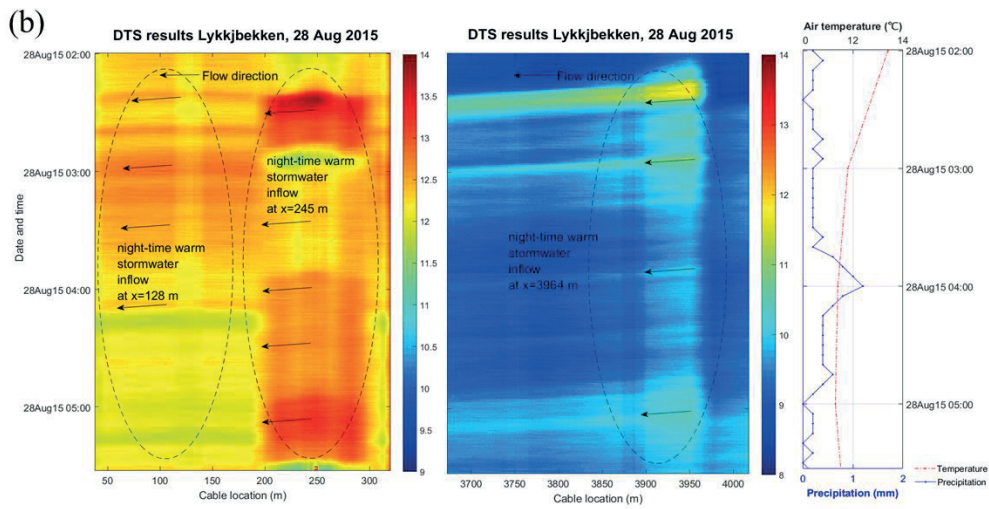 (b)
DTS results Lykkjbekken, 28 Aug 2015
28Aug15 02:00
28Aug15 03:00
28Aug15 04:00
28Aug15 05:00
Date and time
Flow direction
night-time warm
stormwater
inflow
at x=245 m
night-time warm
stormwater
inflow
at x=128 m
50 100 150 200 250 300
Cable location (m)
14
13.5
13
12.5
12
11.5
11
10.5
10
9.5
9
DTS results Lykkjbekken, 28 Aug 2015
Flow direction
night-time warm
stormwater
inflow
at x=3964 m
3700 3750 3800 3850 3900 3950 4000
Cable location (m)
14
13
12
11
10
9
8
Air temperature (℃)
0 12 14
28Aug15 02:00
28Aug15 03:00
28Aug15 04:00
28Aug15 05:00
0 1 2
Precipitation (mm)
Temperature
Precipitation